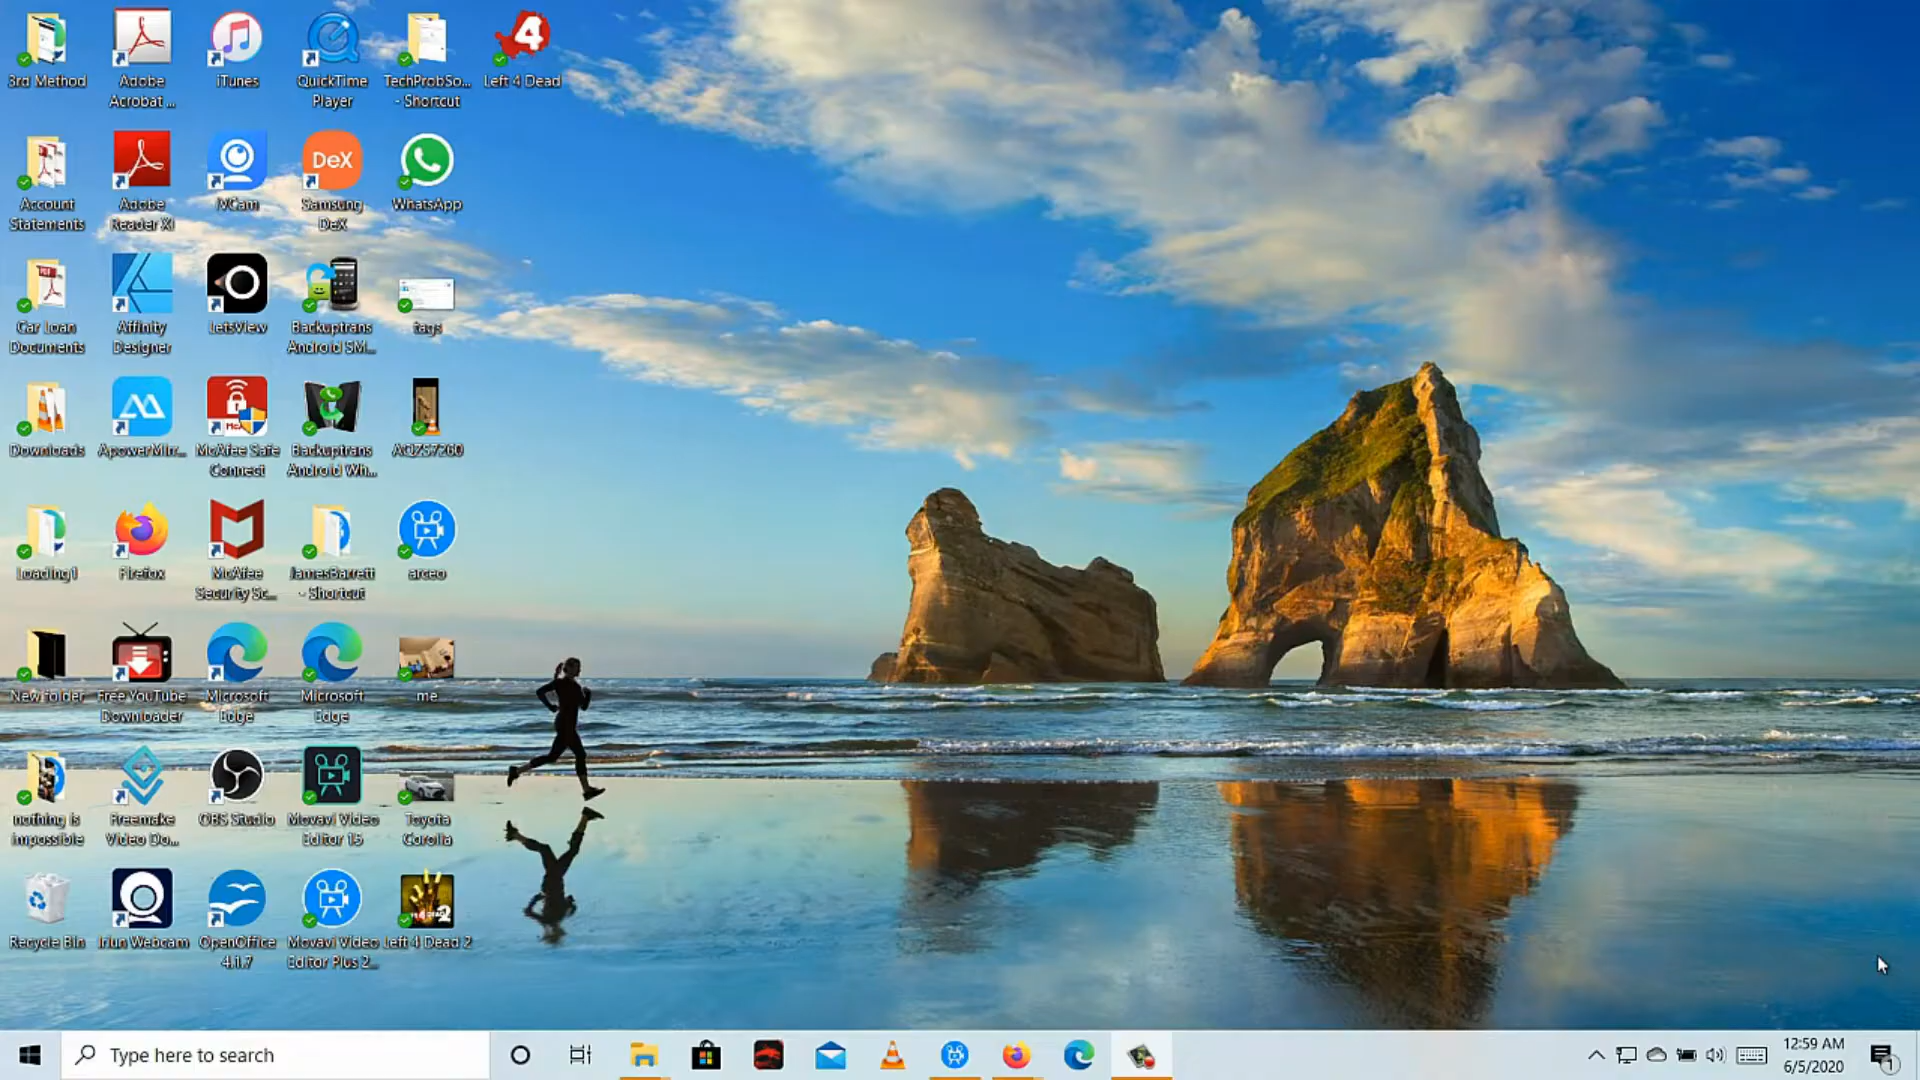 3rd Method
Adobe
Acrobat ...
iTunes
QuickTime
Player
TechProbSo...
- Shortcut
4
Left 4 Dead
Account
Statements
Adobe
Reader XI
iVCam
DeX
Samsung
DeX
WhatsApp
Car Loan
Documents
Affinity
Designer
LetsView
Backuptrans
Android SM...
tags
Downloads
ApowerMirr...
McAfee Safe
Connect
Backuptrans
Android Wh...
AQZS7260
Loading1
Firefox
McAfee
Security Sc...
JamesBarrett
- Shortcut
arceo
New folder
Free YouTube
Downloader
Microsoft
Edge
Microsoft
Edge
me
nothing is
impossible
Freemake
Video Do...
OBS Studio
Movavi Video
Editor 15
Toyota
Corolla
Recycle Bin
Iriun Webcam
OpenOffice
4.1.7
Movavi Video
Editor Plus 2...
Left 4 Dead 2
Type here to search
12:59 AM
6/5/2020
1